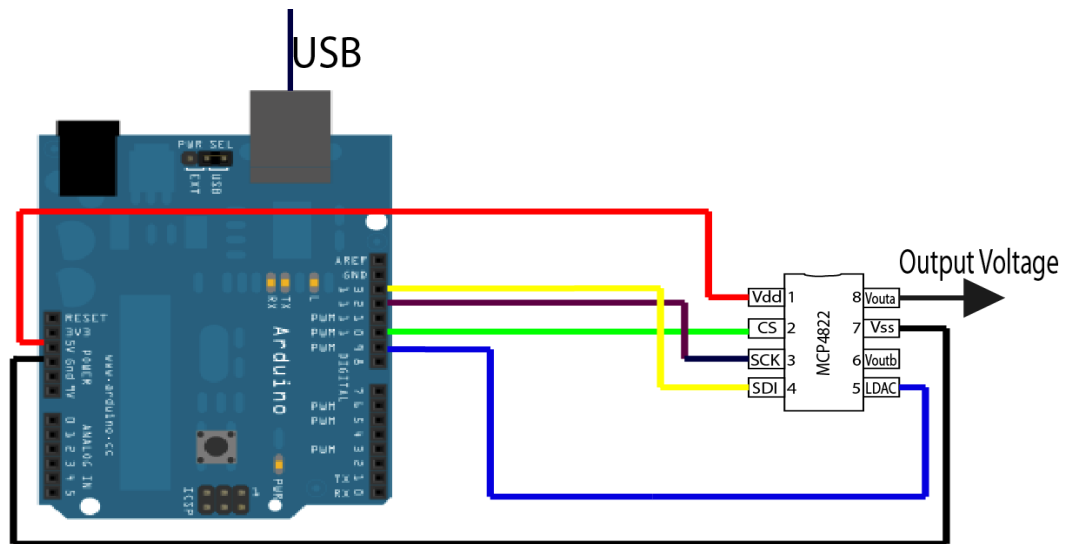 USB
PWR SEL
EXT
USB
AREF
GND
13
12
PWM 11
PWM 10
PWM 9
8
DIGITAL
7
PWM 6
PWM 5
4
PWM 3
2
TX 1
RX 0
RX
TX
L
Arduino
www.arduino.cc
RESET
3V3
5V
Gnd
9V
POWER
ANALOG IN
0
1
2
3
4
5
ICSP
1
PWR
Output Voltage
MCP4822
Vdd 1
CS 2
SCK 3
SDI 4
8 Vouta
7 Vss
6 Voutb
5 LDAC